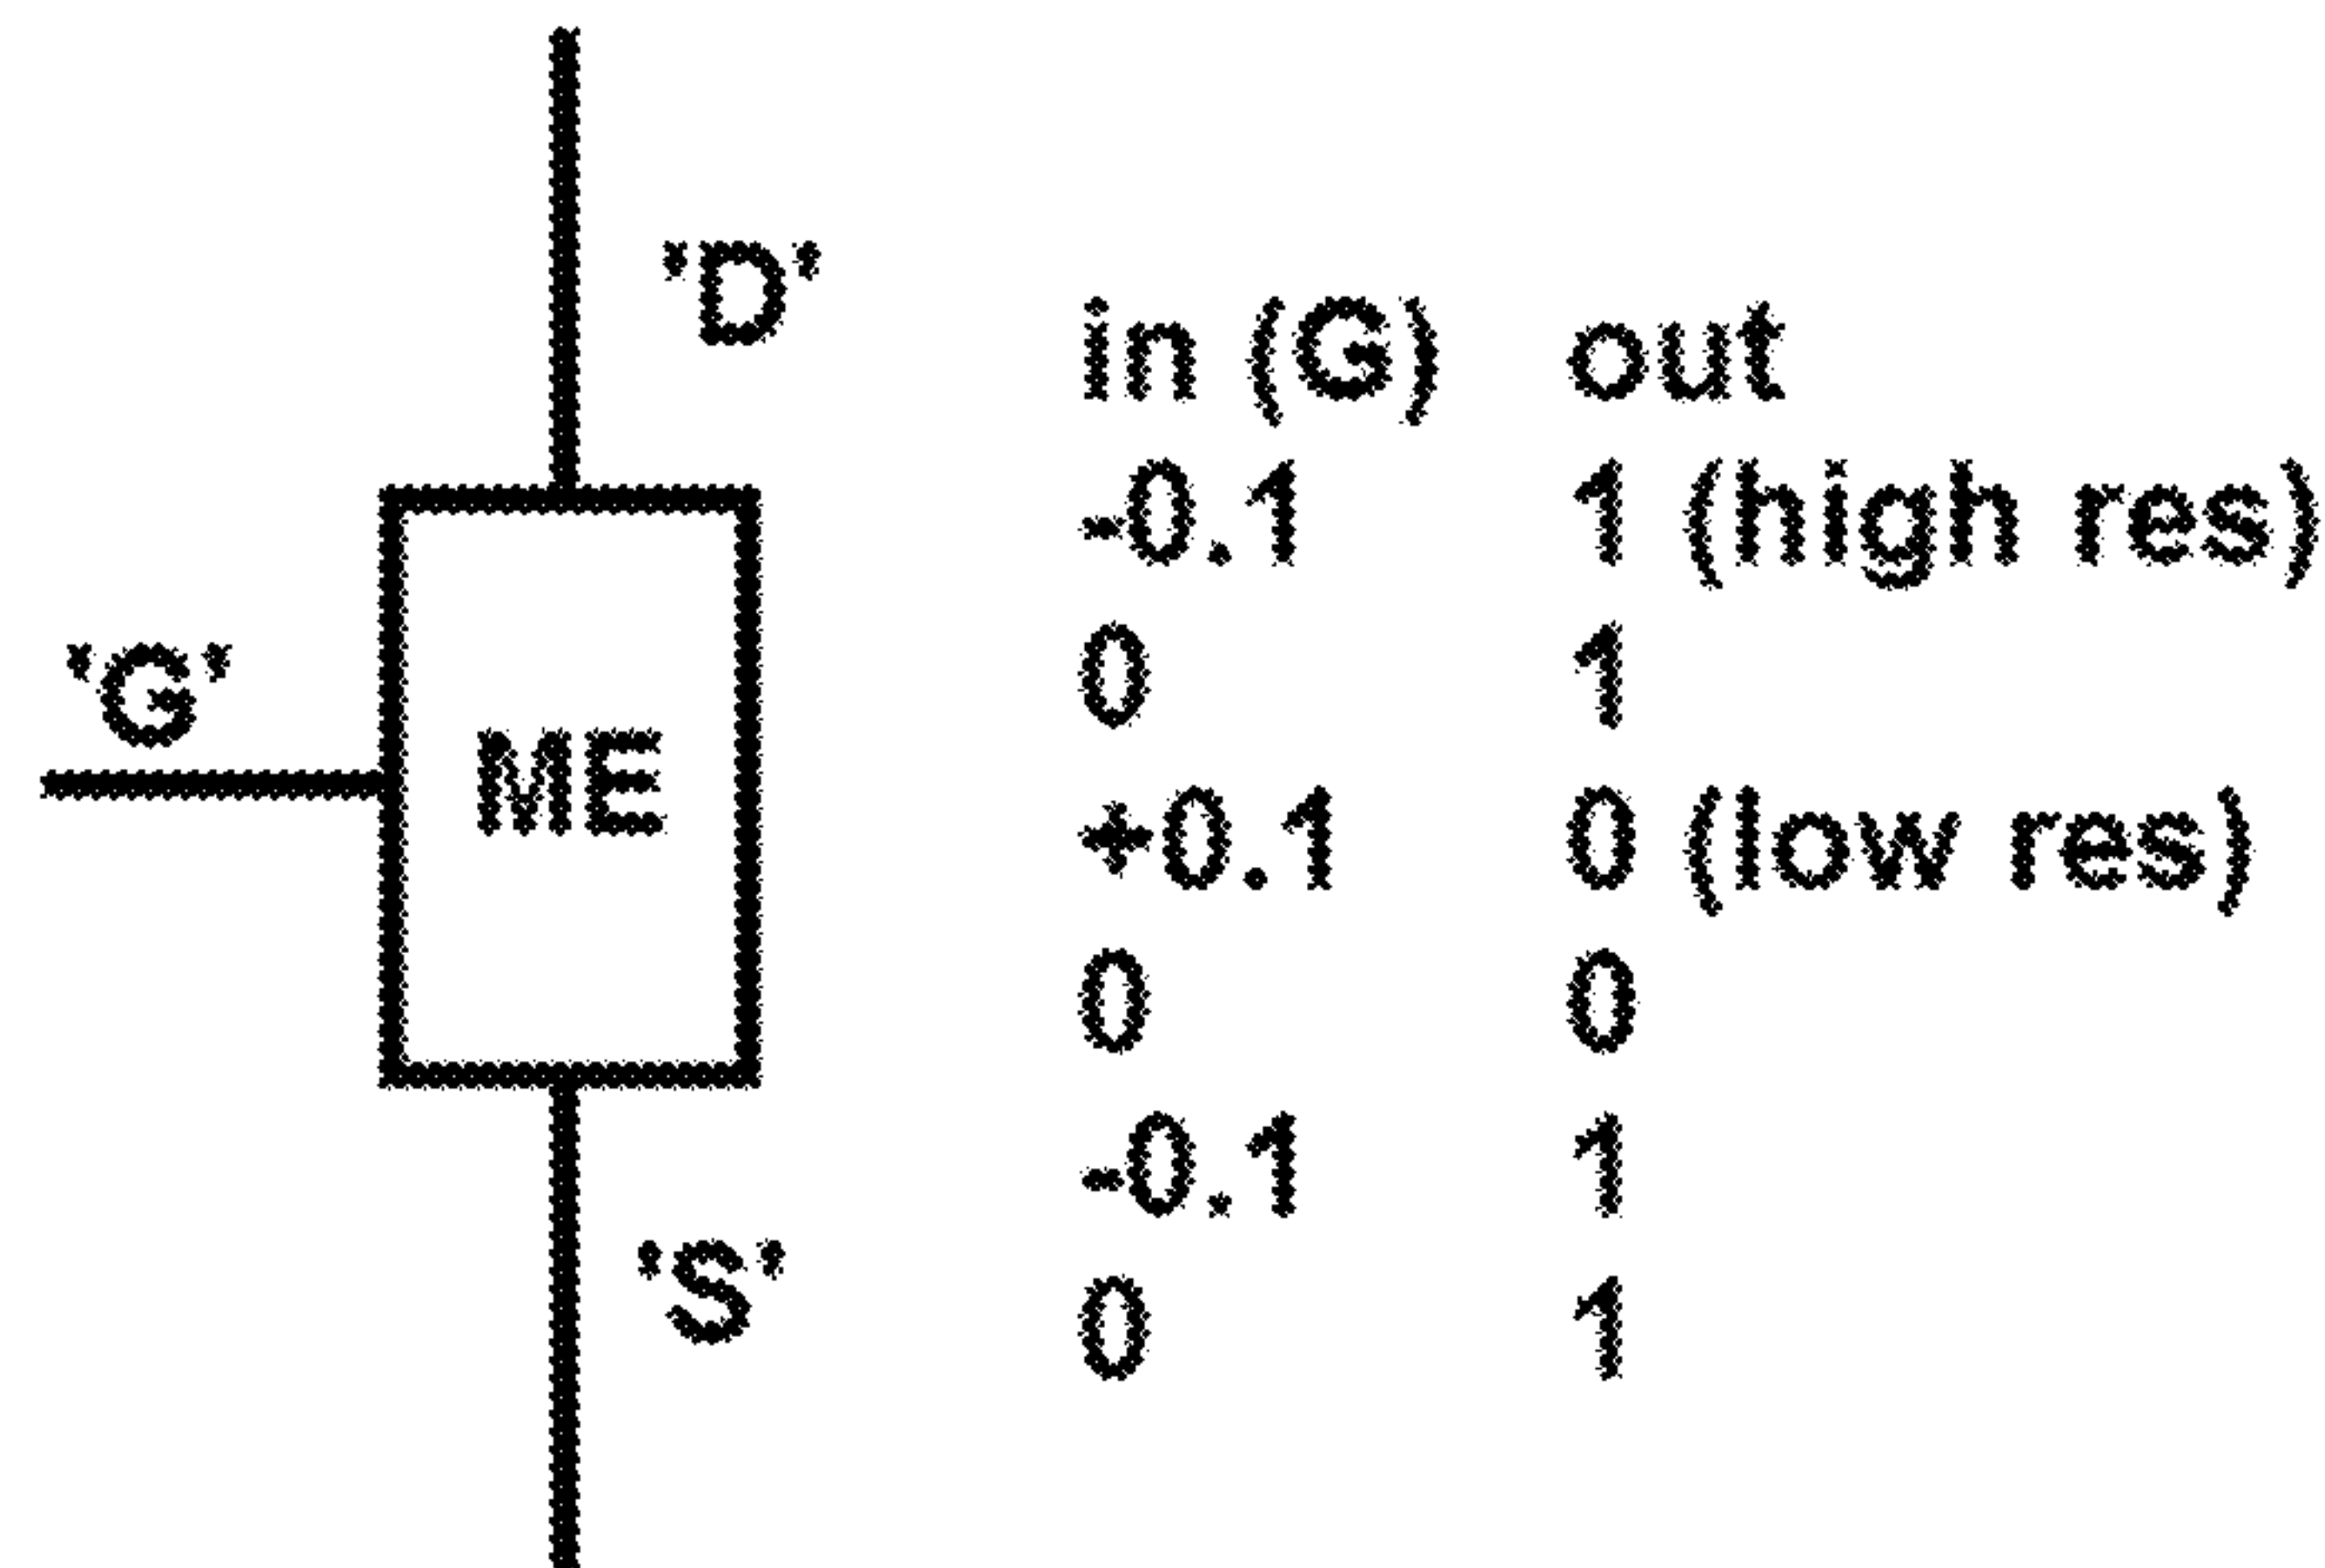 'D'
'G'
ME
'S'
in (G) out
-0.1 1 (high res)
0 1
+0.1 0 (low res)
0 0
-0.1 1
0 1